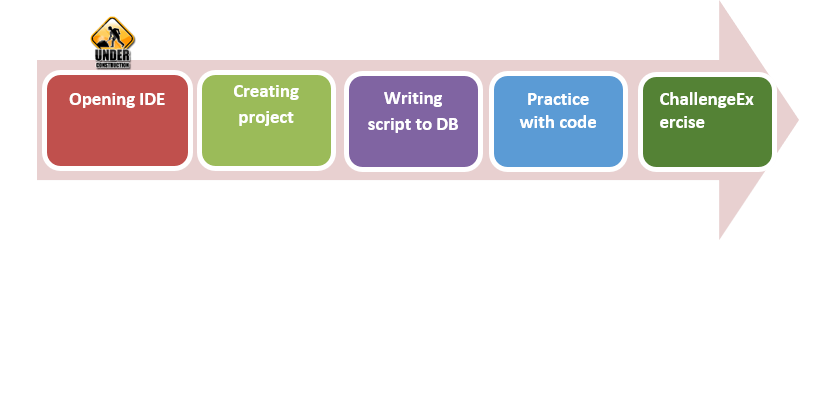 UNDER
CONSTRUCTION
Opening IDE
Creating
project
Writing
script to DB
Practice
with code
ChallengeEx
ercise